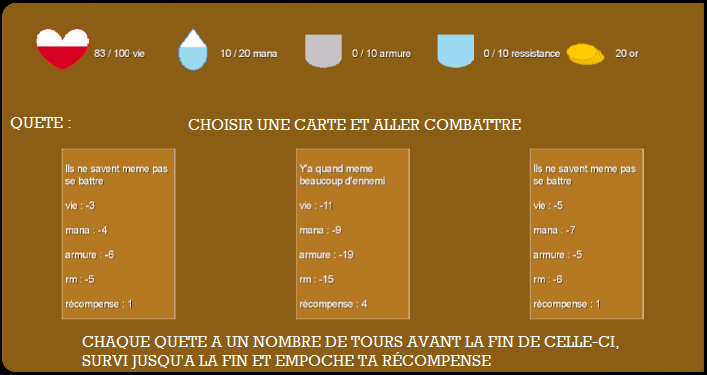 83 / 100 vie
10 / 20 mana
0 / 10 armure
0 / 10 ressistance
20 or
QUETE :
CHOISIR UNE CARTE ET ALLER COMBATTRE
Ils ne savent meme pas
se battre
vie : -3
mana : -4
armure : -6
rm : -5
récompense : 1
Y'a quand meme
beaucoup d'ennemi
vie : -11
mana : -9
armure : -19
rm : -15
récompense : 4
Ils ne savent meme pas
se battre
vie : -5
mana : -7
armure : -5
rm : -6
récompense : 1
CHAQUE QUETE A UN NOMBRE DE TOURS AVANT LA FIN DE CELLE-CI,
SURVI JUSQU'A LA FIN ET EMPOCHE TA RÉCOMPENSE